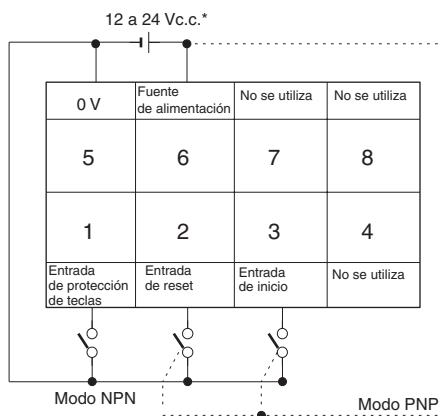 12 a 24 Vc.c.*
0 V
Fuente
de alimentación
No se utiliza
No se utiliza
5
6
7
8
1
2
3
4
Entrada
de protección
de teclas
Entrada
de reset
Entrada
de inicio
No se utiliza
Modo NPN
Modo PNP